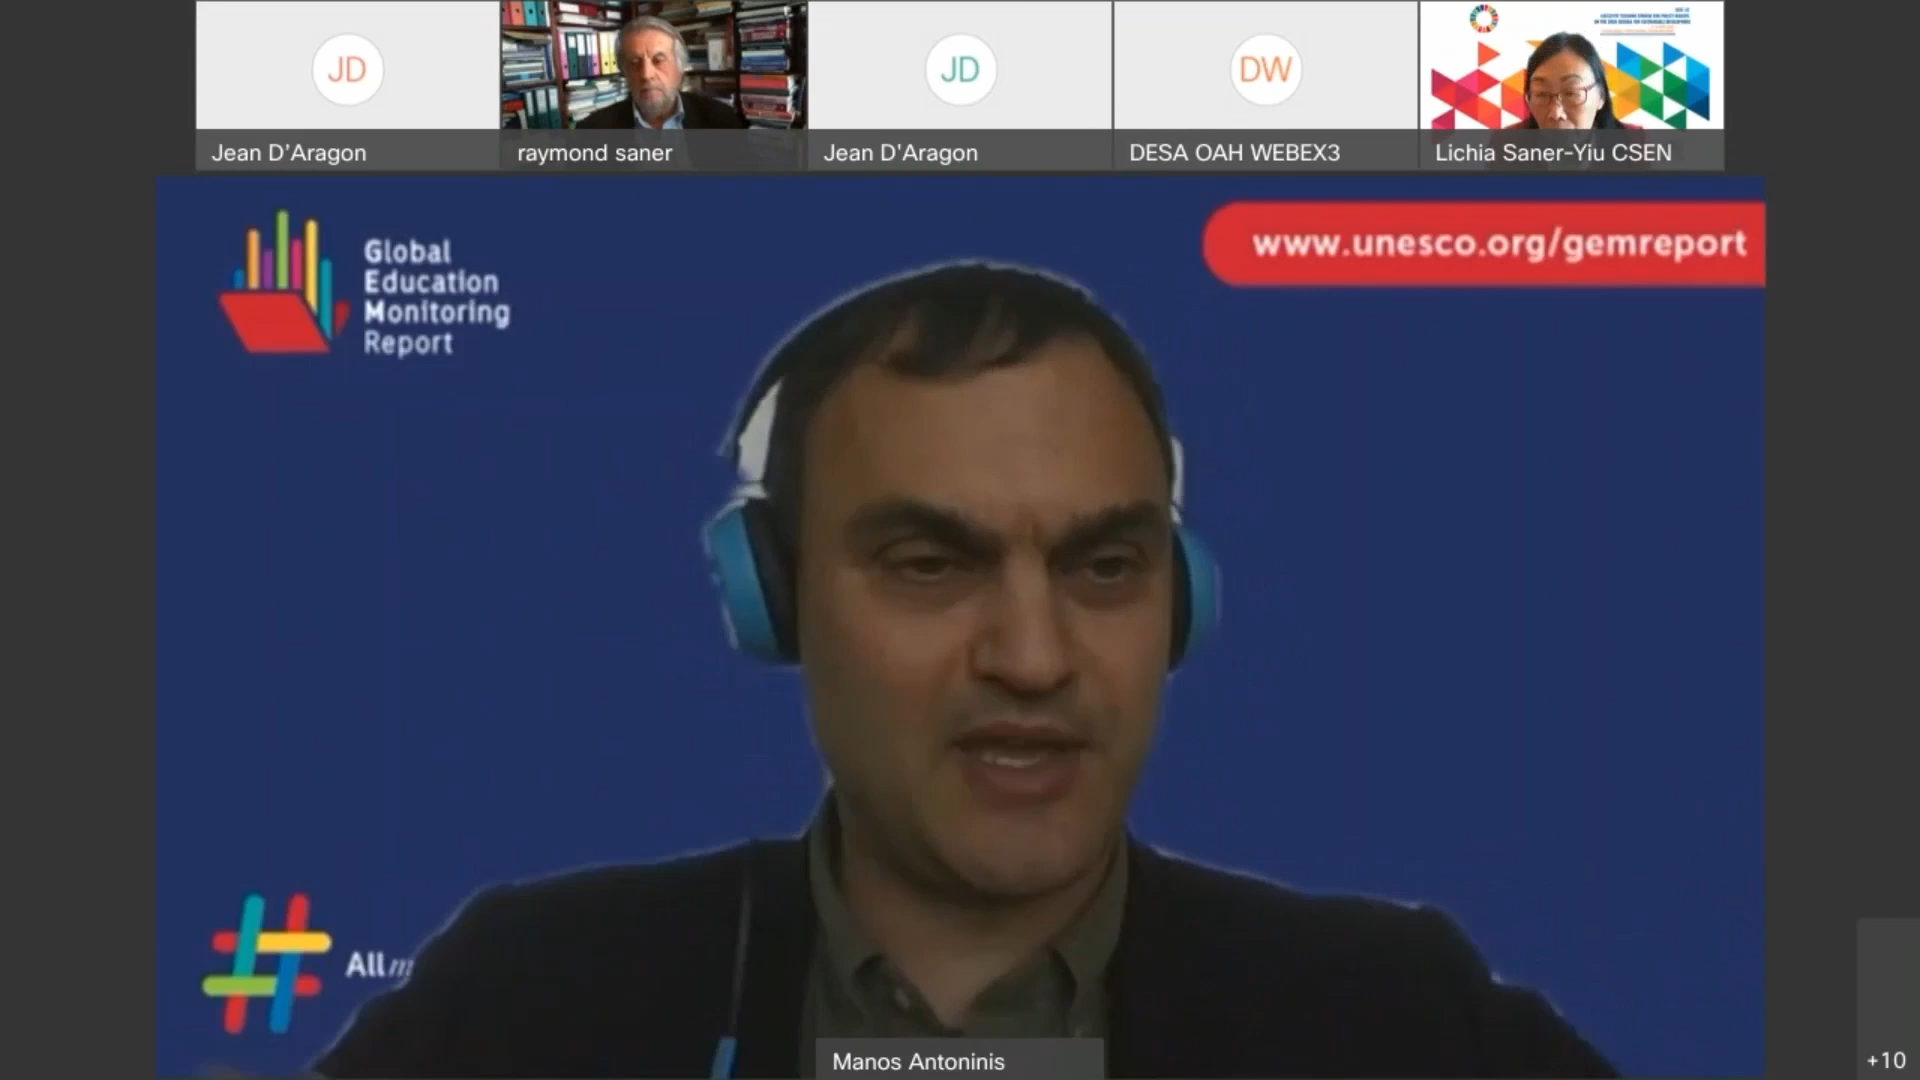 JD
JD
DW
Jean D'Aragon
raymond saner
Jean D'Aragon
DESA OAH WEBEX3
Lichia Saner-Yiu CSEN
Global
Education
Monitoring
Report
www.unesco.org/gemreport
All m
Manos Antoninis
+10